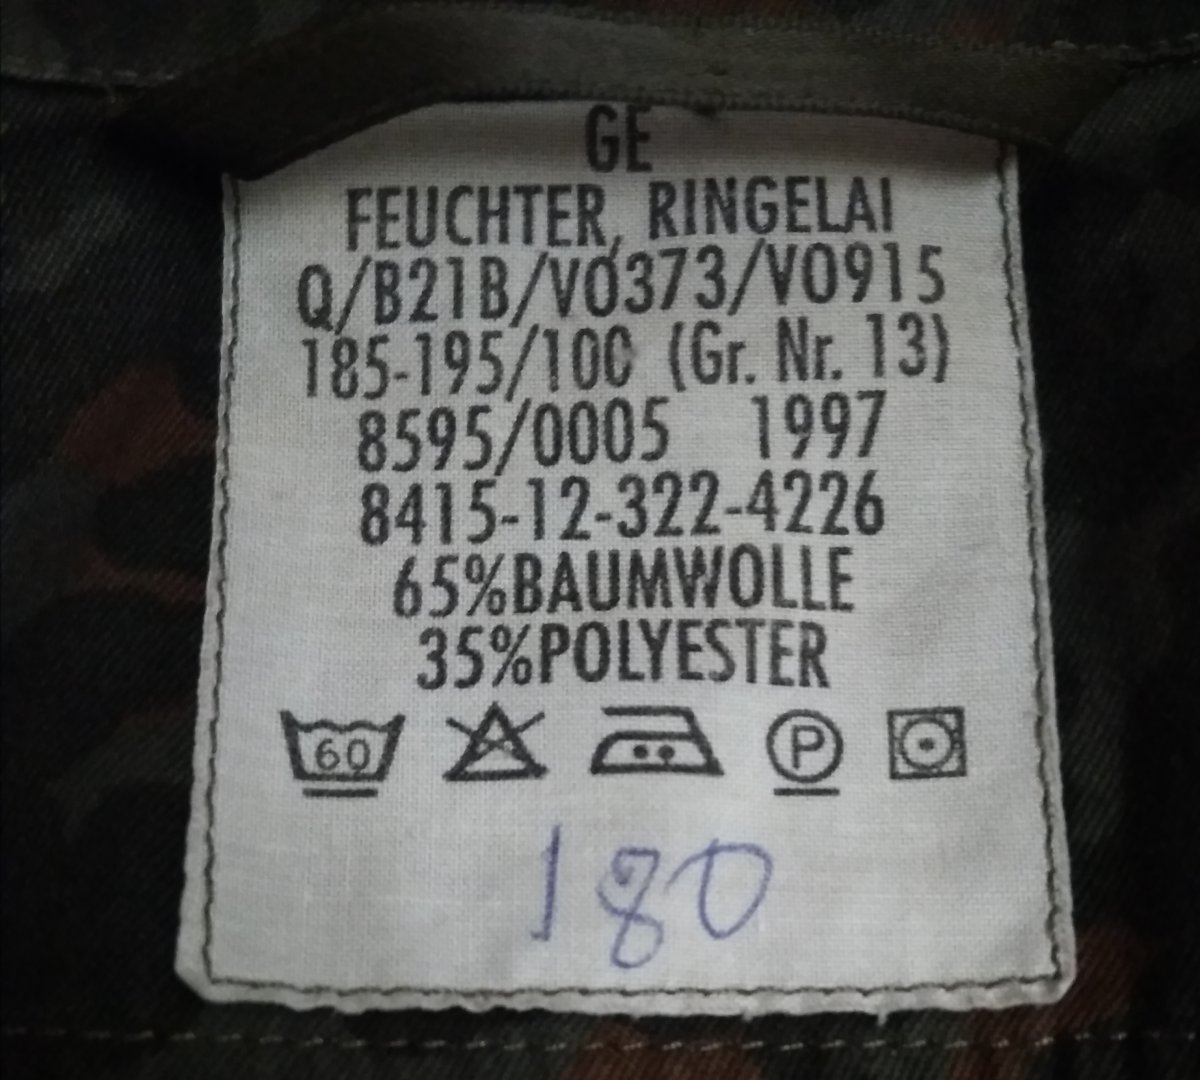 GE
FEUCHTER, RINGELAI
Q/B21B/V0373/V0915
185-195/100 (Gr. Nr. 13)
8595/0005 1997
8415-12-322-4226
65%BAUMWOLLE
35%POLYESTER
60 P
180